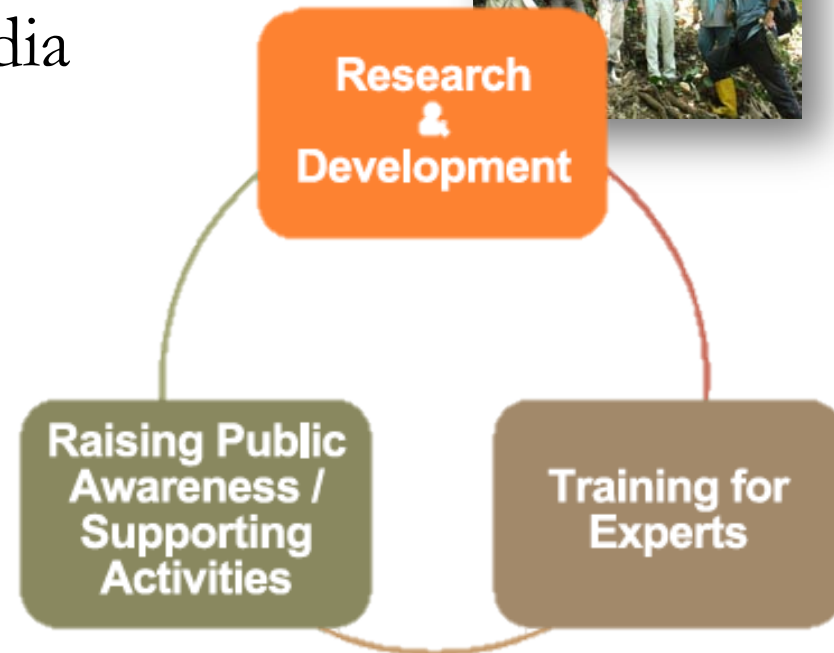 dia
Research
&
Development
Raising Public
Awareness /
Supporting
Activities
Training for
Experts